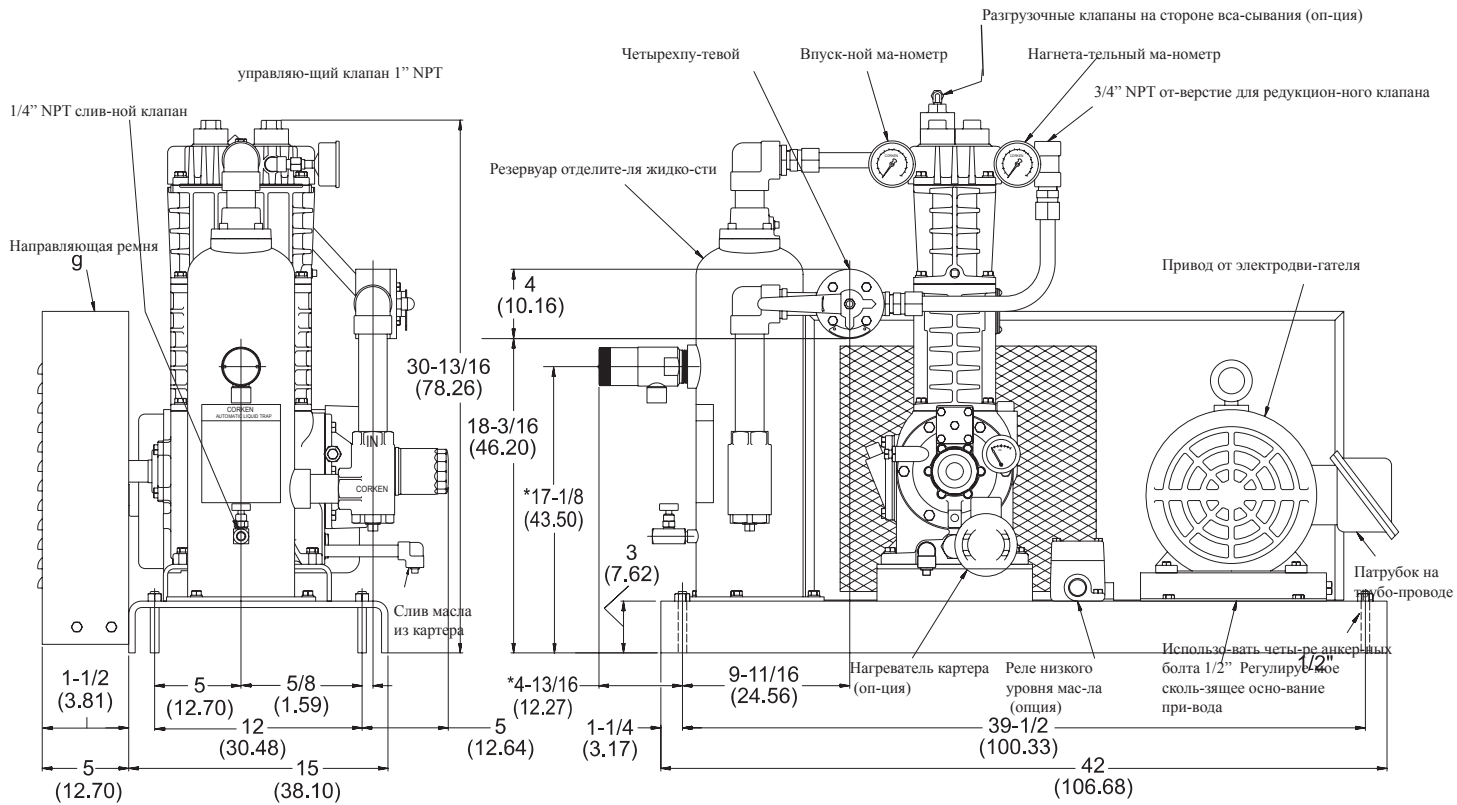 Разгрузочные клапаны на стороне вса-сывания (оп-ция)
Четырехпу-тевой
Впуск-ной ма-нометр
Нагнета-тельный ма-нометр
управляю-щий клапан 1” NPT
3/4” NPT от-верстие для редукцион-ного клапана
1/4” NPT слив-ной клапан
Резервуар отделите-ля жидко-сти
CORKEN
CORKEN
Направляющая ремня
g
Привод от электродви-гателя
4
(10.16)
30-13/16
(78.26)
18-3/16
(46.20)
CORKEN
AUTOMATIC LIQUID TRAP
IN
CORKEN
*17-1/8
(43.50)
3
(7.62)
Патрубок на
трубо-проводе
Слив масла
из картера
Нагреватель картера
(оп-ция)
Реле низкого
уровня мас-ла
(опция)
Использо-вать четы-ре анкер-ных
болта 1/2” Регулируе-мое
сколь-зящее осно-вание
при-вода
1/2"
1-1/2
(3.81)
5
(12.70)
5/8
(1.59)
*4-13/16
(12.27)
9-11/16
(24.56)
12
(30.48)
5
(12.64)
1-1/4
(3.17)
39-1/2
(100.33)
5
(12.70)
15
(38.10)
42
(106.68)